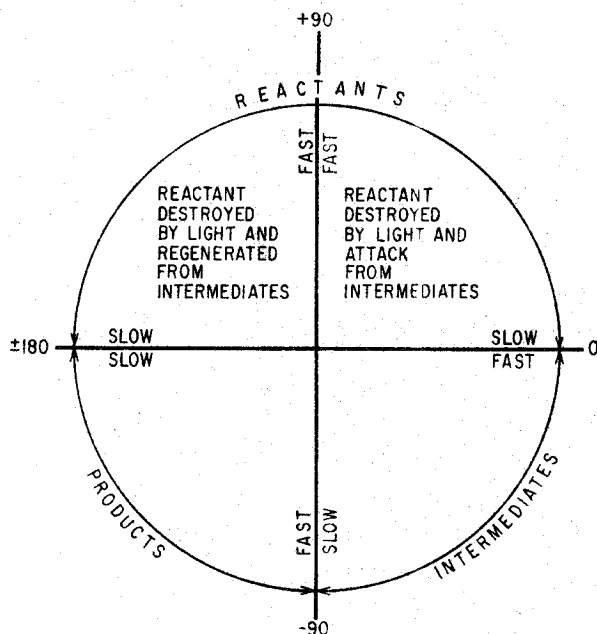 +90
REACTANTS
FAST FAST
REACTANT
DESTROYED
BY LIGHT AND
REGENERATED
FROM
INTERMEDIATES
REACTANT
DESTROYED
BY LIGHT AND
ATTACK
FROM
INTERMEDIATES
±180 SLOW SLOW 0
SLOW FAST
PRODUCTS
FAST SLOW
INTERMEDIATES
-90